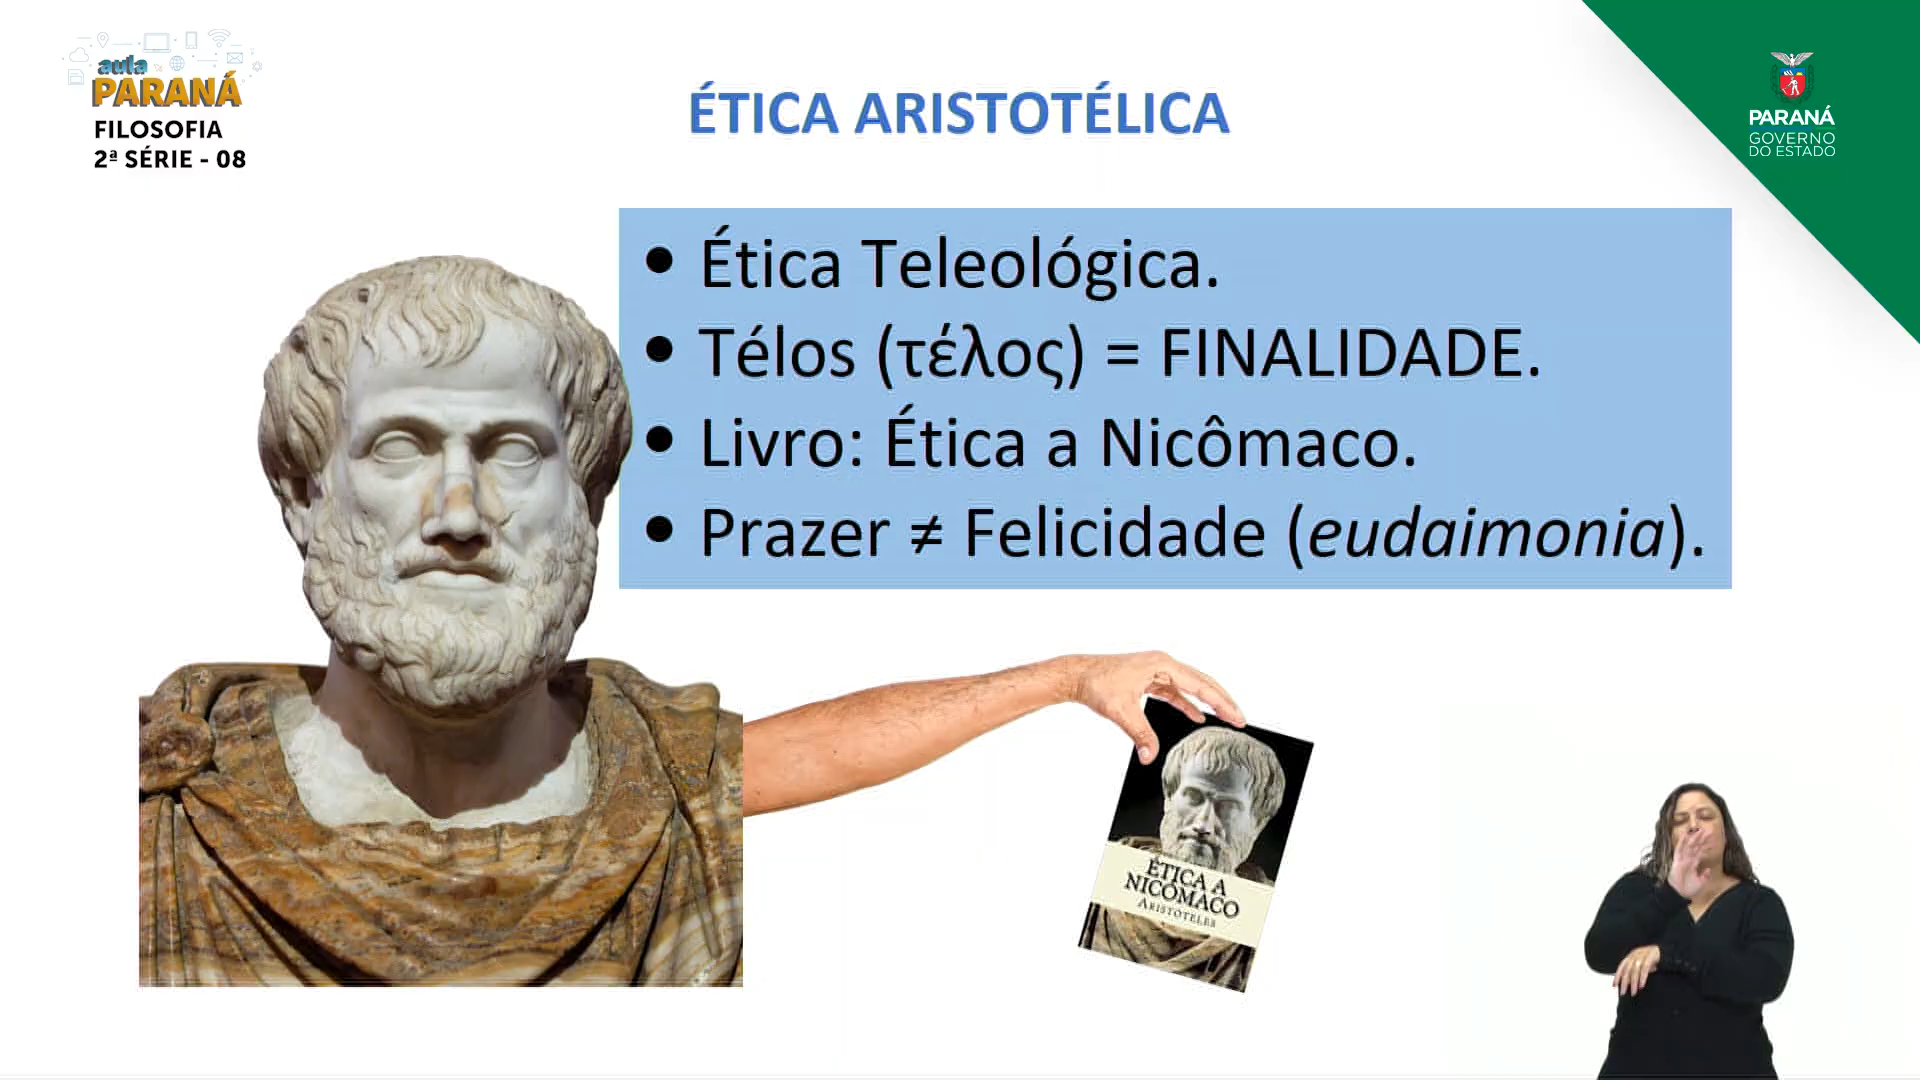 aula
PARANÁ
FILOSOFIA
2ª SÉRIE - 08
ÉTICA ARISTOTÉLICA
PARANÁ
GOVERNO
DO ESTADO
• Ética Teleológica.
• Télos (τέλος) = FINALIDADE.
• Livro: Ética a Nicômaco.
• Prazer ≠ Felicidade (eudaimonia).
ÉTICA A
NICÔMACO
ARISTÓTELES